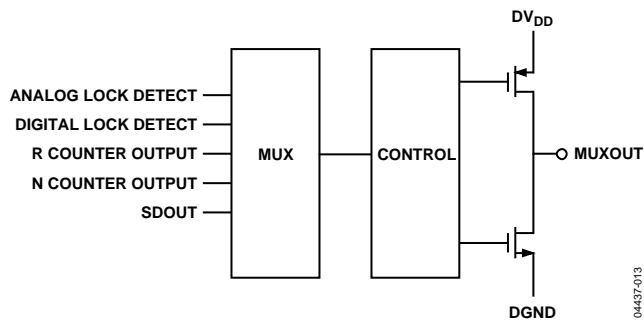 DVDD
ANALOG LOCK DETECT
DIGITAL LOCK DETECT
R COUNTER OUTPUT
N COUNTER OUTPUT
SDOUT
MUX
CONTROL
MUXOUT
DGND
04437-013